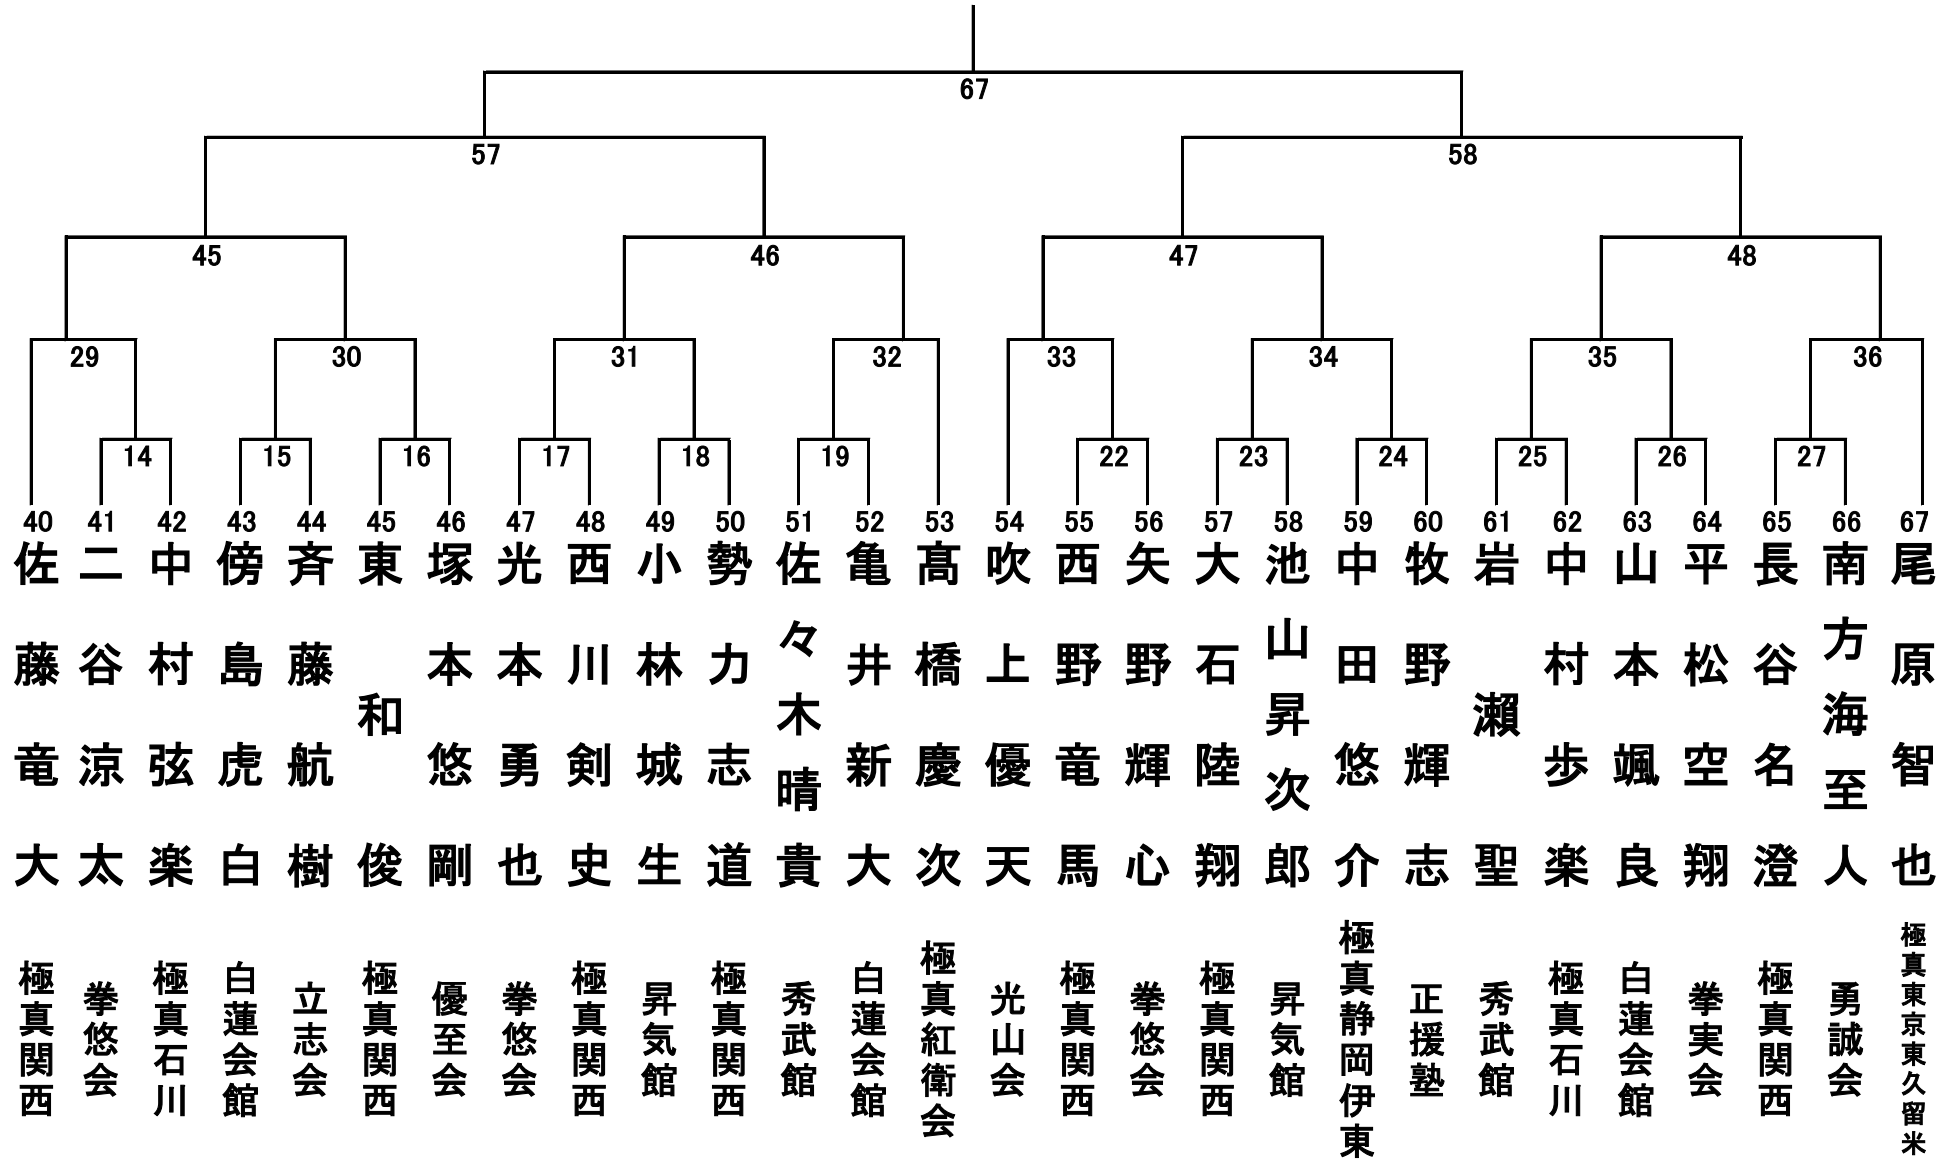 67
57 58
45 46 47 48
29 30 31 32 33 34 35 36
14 15 16 17 18 19 22 23 24 25 26 27
40 41 42 43 44 45 46 47 48 49 50 51 52 53 54 55 56 57 58 59 60 61 62 63 64 65 66 67
佐藤竜大
二谷涼太
中村弦楽
傍島虎白
斉藤航樹
東和俊
塚本悠剛
光本勇也
西川剣史
小林城生
勢力志道
佐々木晴貴
亀井新大
髙橋慶次
吹上優天
西野竜馬
矢野輝心
大石陸翔
池山昇次郎
中田悠介
牧野輝志
岩瀬聖
中村歩楽
山本颯良
平松空翔
長谷名澄
南方海至人
尾原智也
極真関西
拳悠会
極真石川
白蓮会館
立志会
極真関西
優至会
拳悠会
極真関西
昇気館
極真関西
秀武館
白蓮会館
極真紅衛会
光山会
極真関西
拳悠会
極真関西
昇気館
極真静岡伊東
正援塾
秀武館
極真石川
白蓮会館
拳実会
極真関西
勇誠会
極真東京東久留米